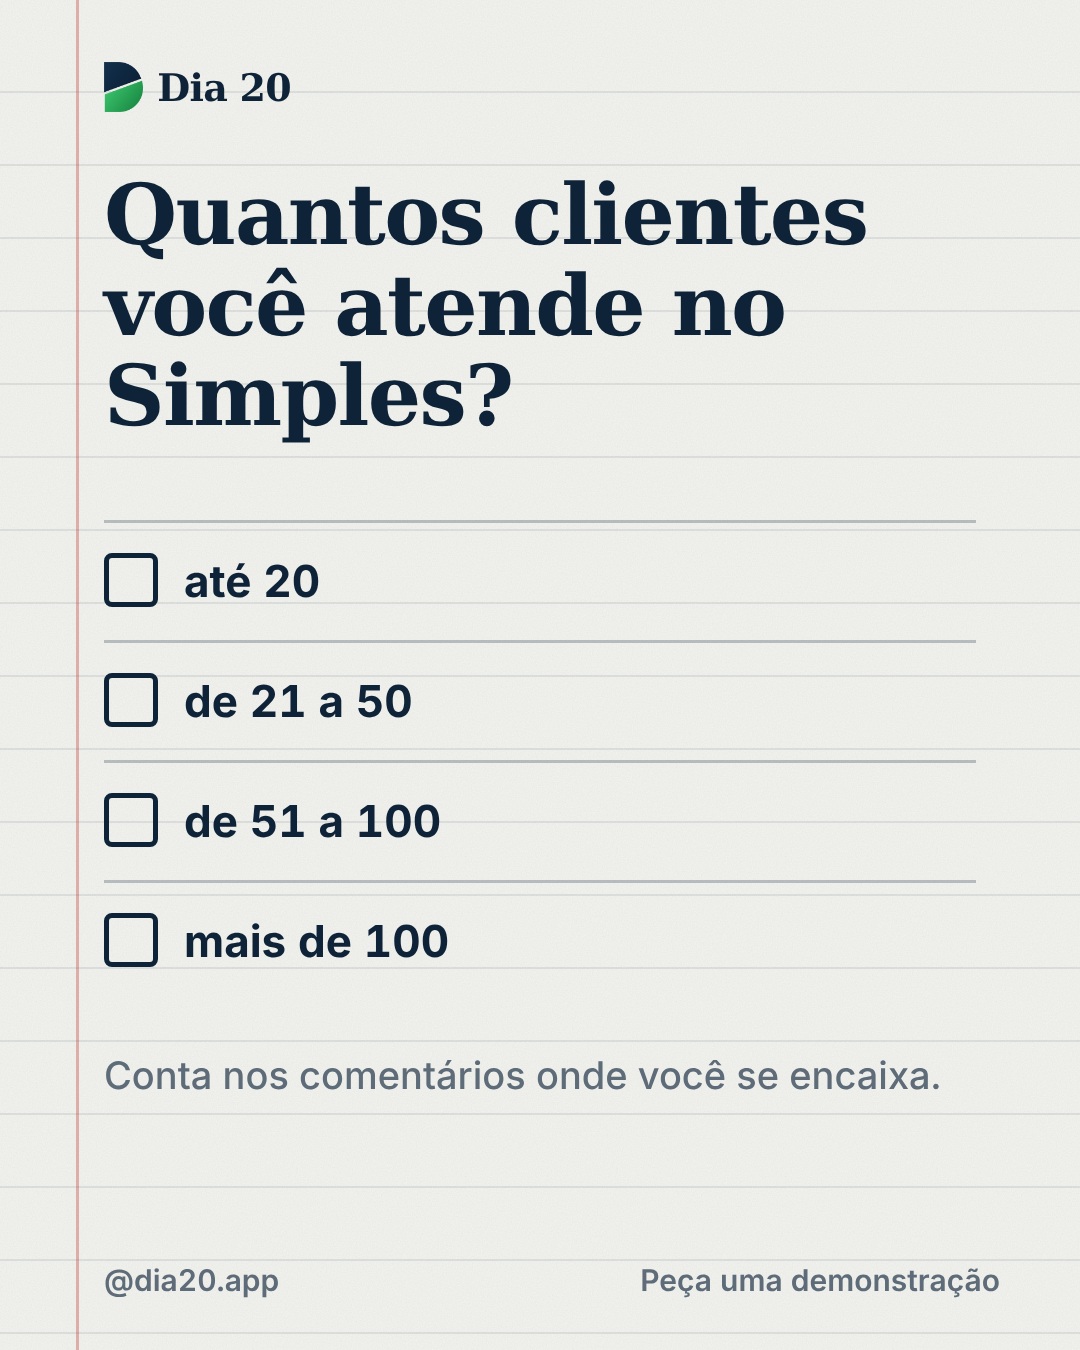 Dia 20
Quantos clientes
você atende no
Simples?
até 20
de 21 a 50
de 51 a 100
mais de 100
Conta nos comentários onde você se encaixa.
@dia20.app
Peça uma demonstração